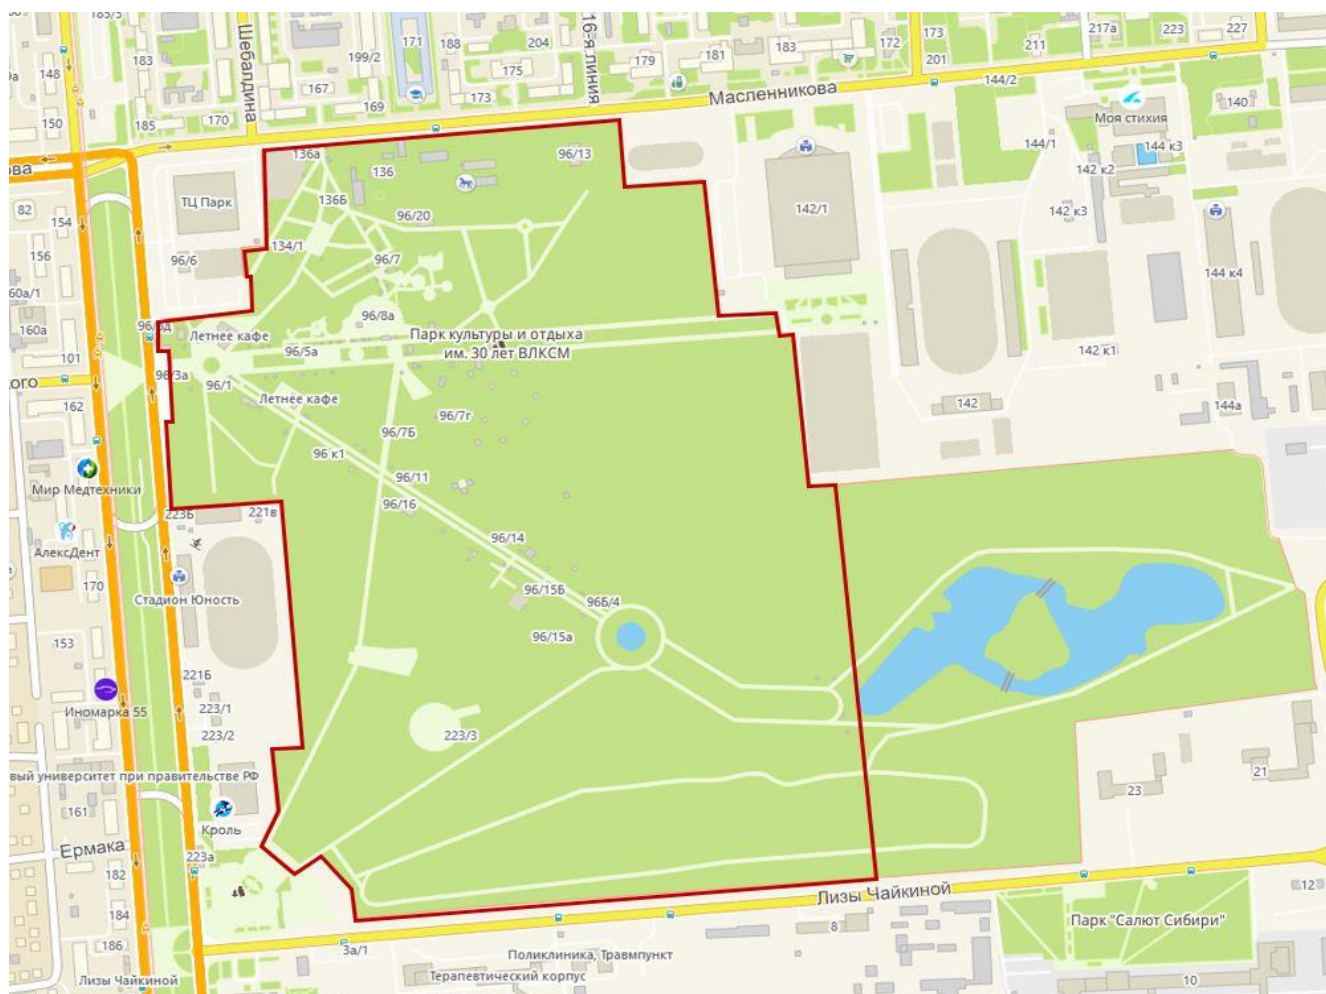 185/3
183
Шебалдина
199/2
171
188
204
16-я линия
179
181
183
172
173
201
211
217а
223
227
148
150
167
175
173
169
170
185
144/2
Масленникова
140
Моя стихия
144/1
144 к3
142 к2
ова
136а
136
96/13
82
154
ТЦ Парк
136Б
96/20
142/1
142 к3
156
96/6
134/1
96/7
144 к4
60а/1
160а
96/8а
Летнее кафе
Парк культуры и отдыха
им. 30 лет ВЛКСМ
96/5а
142 к1
101
ого
96/3а
96/1
162
Летнее кафе
142
144а
96/7г
96/7Б
96 к1
96/11
Мир Медтехники
96/16
223Б
221в
96/14
АлексДент
170
96/15Б
96Б/4
Стадион Юность
153
96/15а
221Б
223/1
Иномарка 55
223/2
223/3
вый университет при правительстве РФ
21
23
161
Кроль
Ермака
223а
182
Лизы Чайкиной
12
184
8
Парк "Салют Сибири"
186
3а/1
Поликлиника, Травмпункт
Терапевтический корпус
Лизы Чайкиной
10